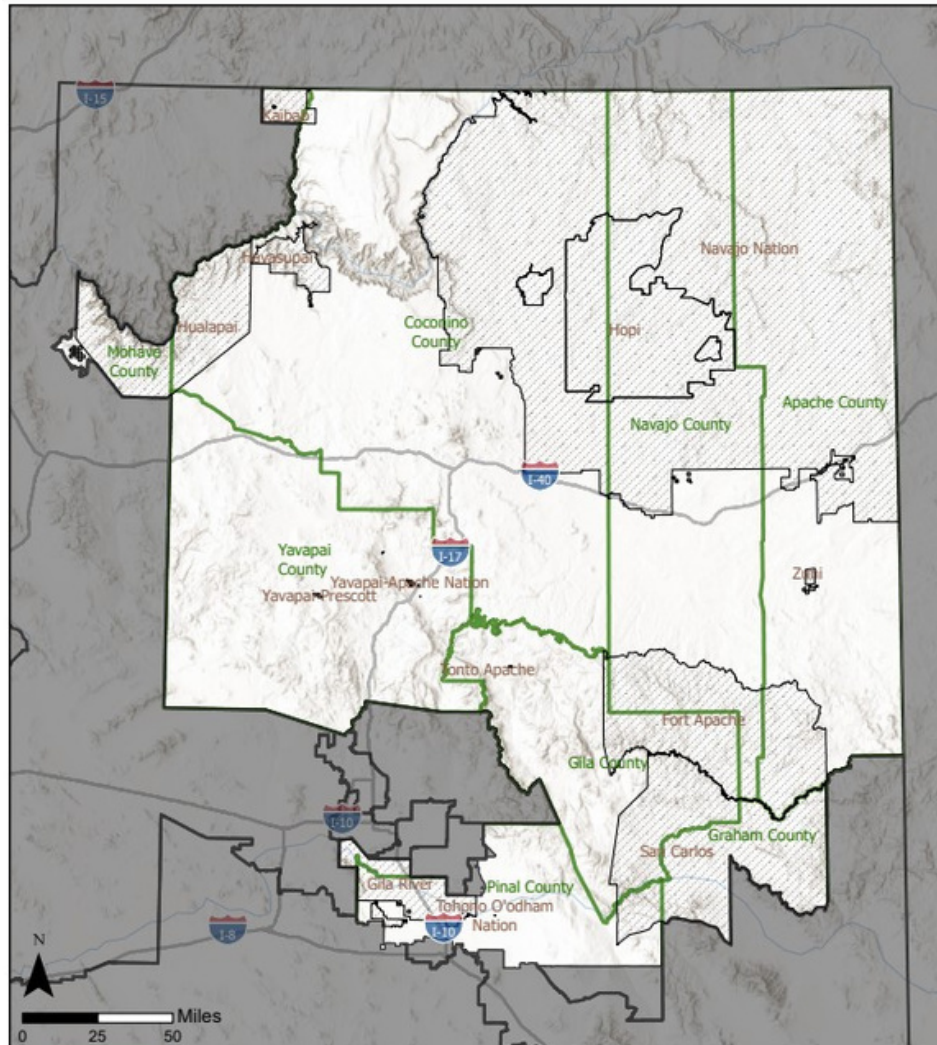 I-15
Kaibab
Havasupai
Navajo Nation
Hualapai
Hopi
Coconino
County
Mohave
County
Apache County
Navajo County
I-40
I-17
Yavapai
County
Yavapai-Apache Nation
Yavapai-Prescott
Zuni
Tonto Apache
Fort Apache
Gila County
I-10
Graham County
San Carlos
Gila River
Pinal County
Tohono O'odham
Nation
I-8
I-10
N
Miles
0 25 50